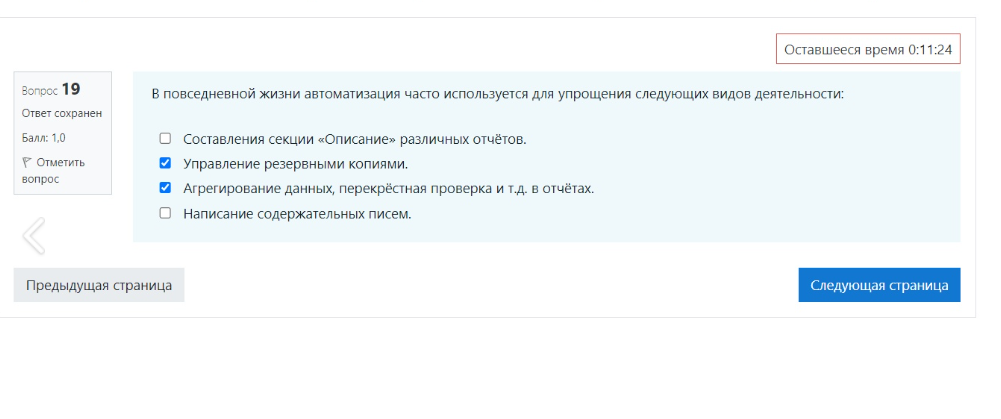 Оставшееся время 0:11:24
Вопрос 19
Ответ сохранен
Балл: 1,0
Отметить
вопрос
В повседневной жизни автоматизация часто используется для упрощения следующих видов деятельности:
Составления секции «Описание» различных отчётов.
Управление резервными копиями.
Агрегирование данных, перекрёстная проверка и т.д. в отчётах.
Написание содержательных писем.
Предыдущая страница
Следующая страница